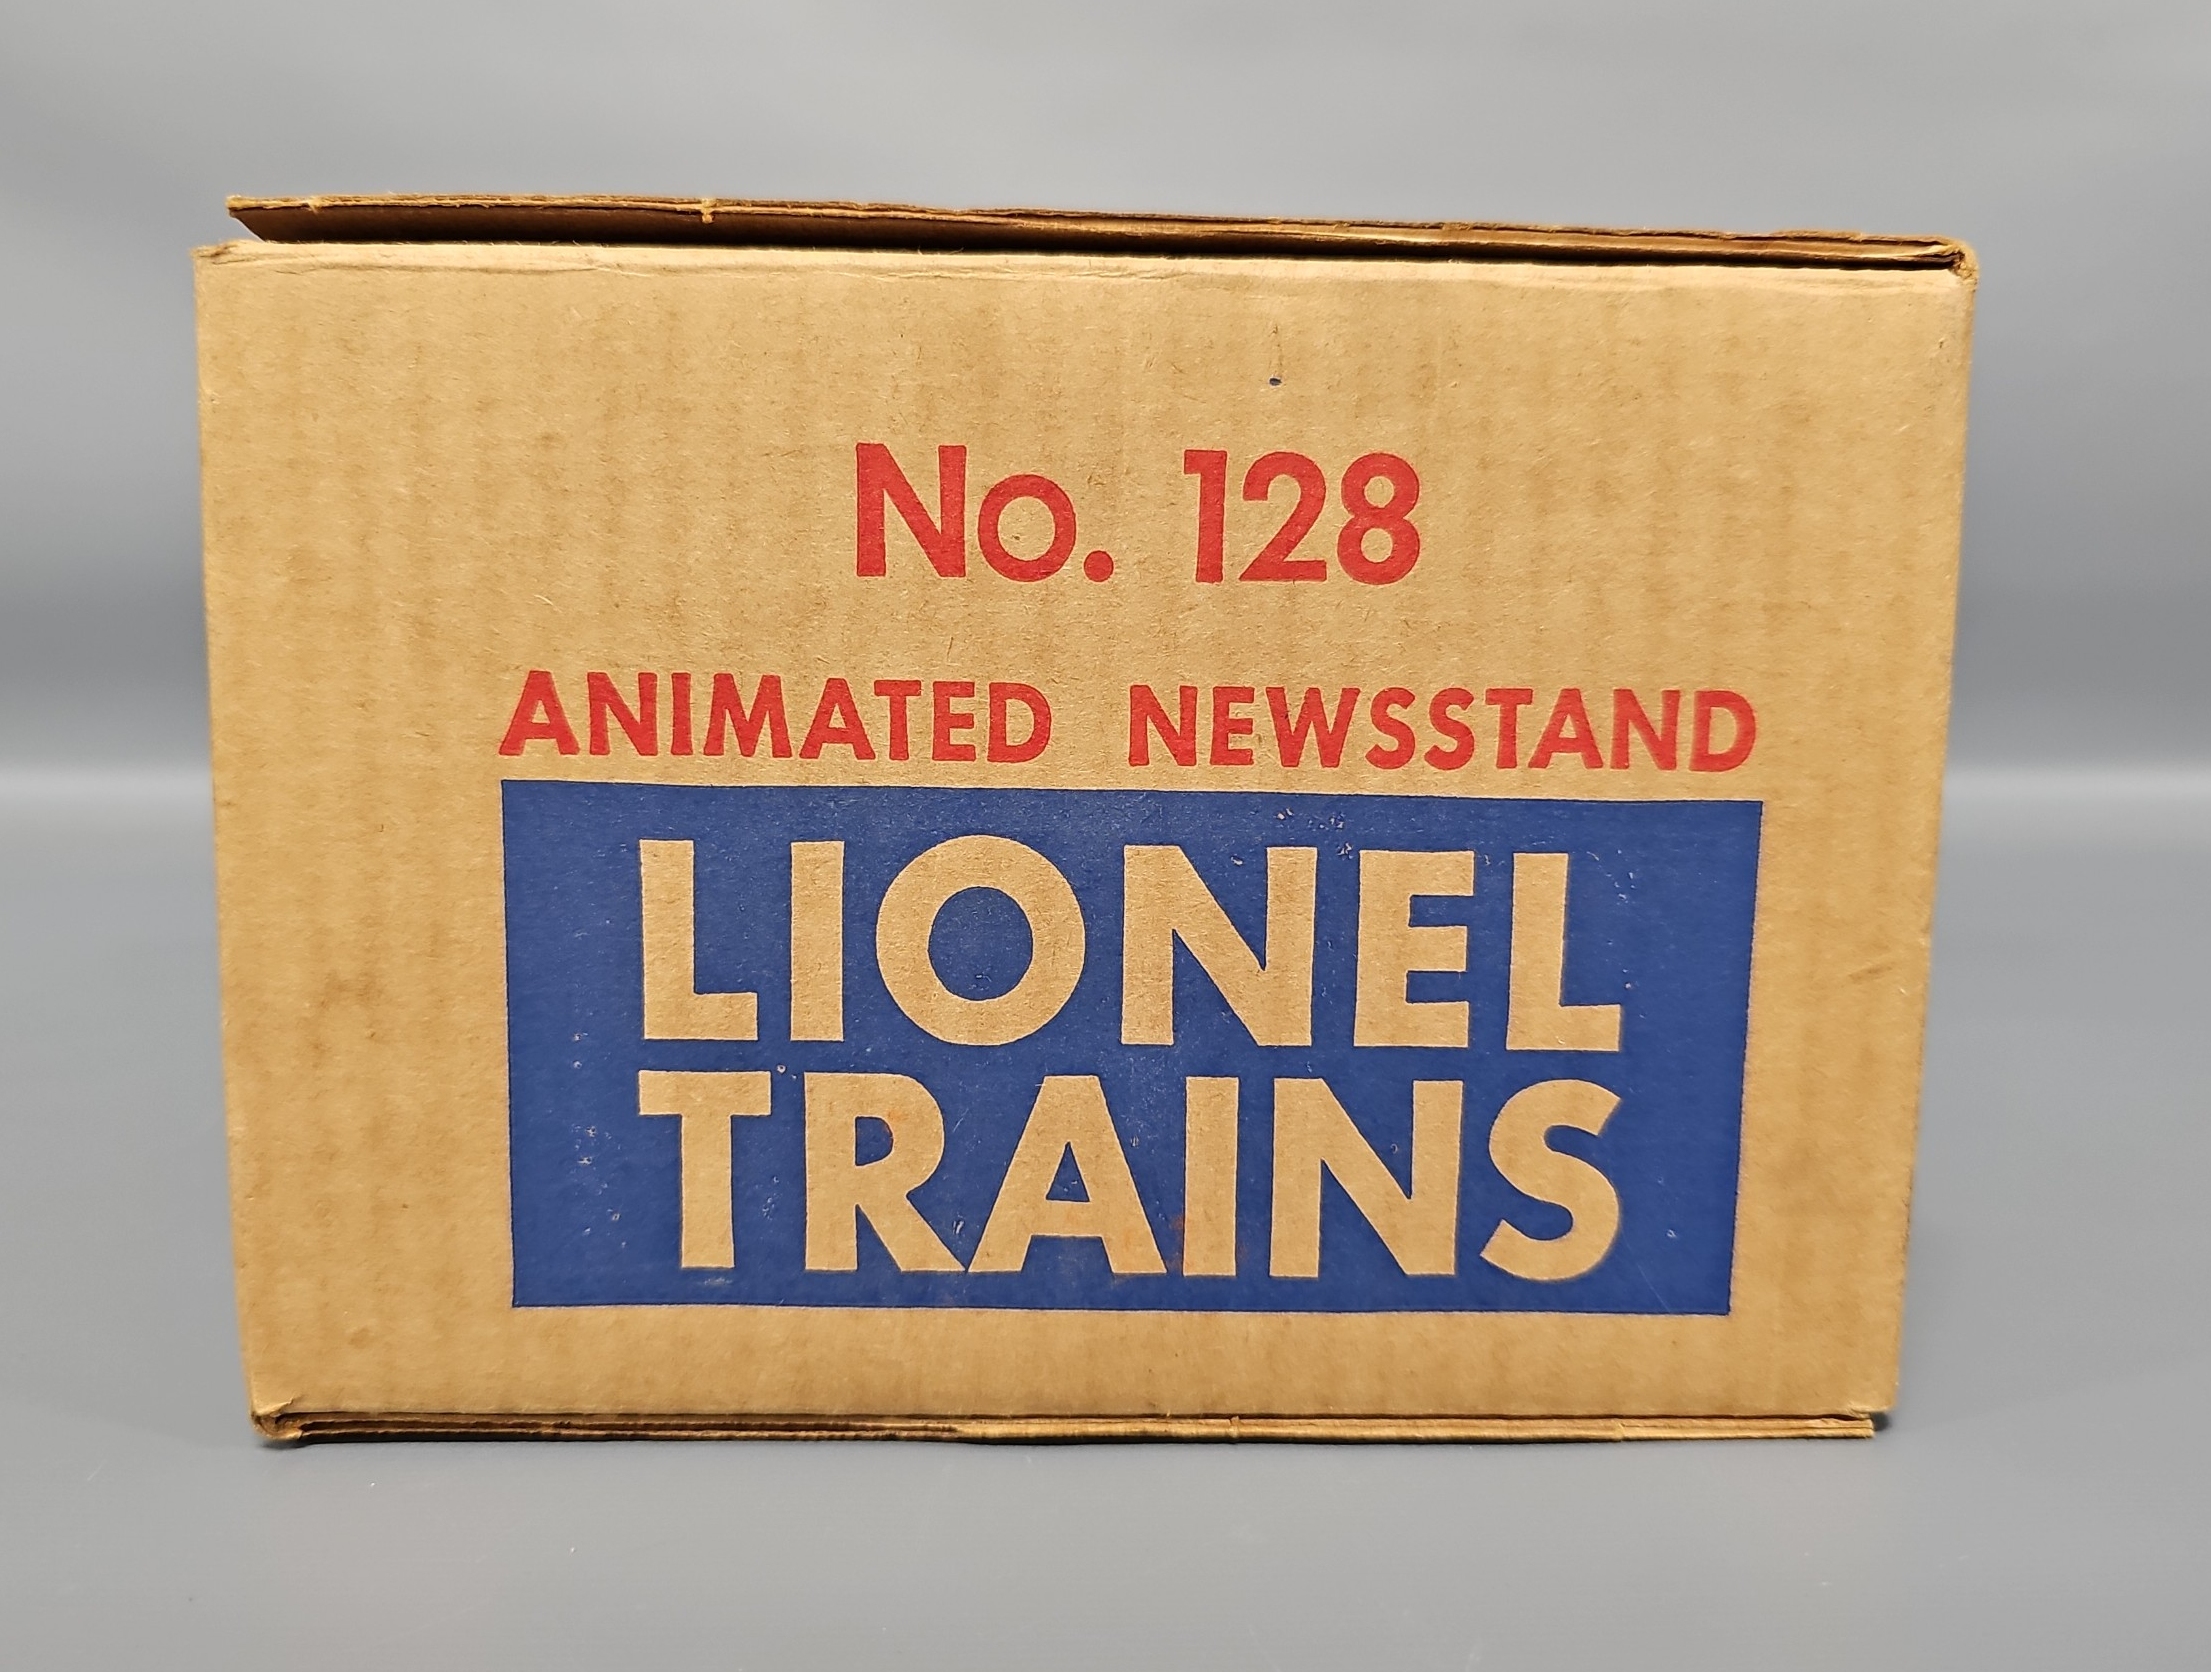 No. 128
ANIMATED NEWSSTAND
LIONEL
TRAINS